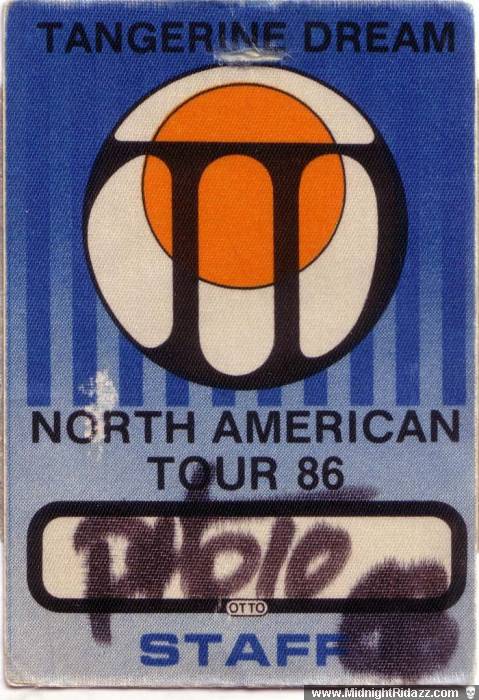 TANGERINE DREAM
NORTH AMERICAN
TOUR 86
OTTO
STAFF
www.MidnightRidazz.com